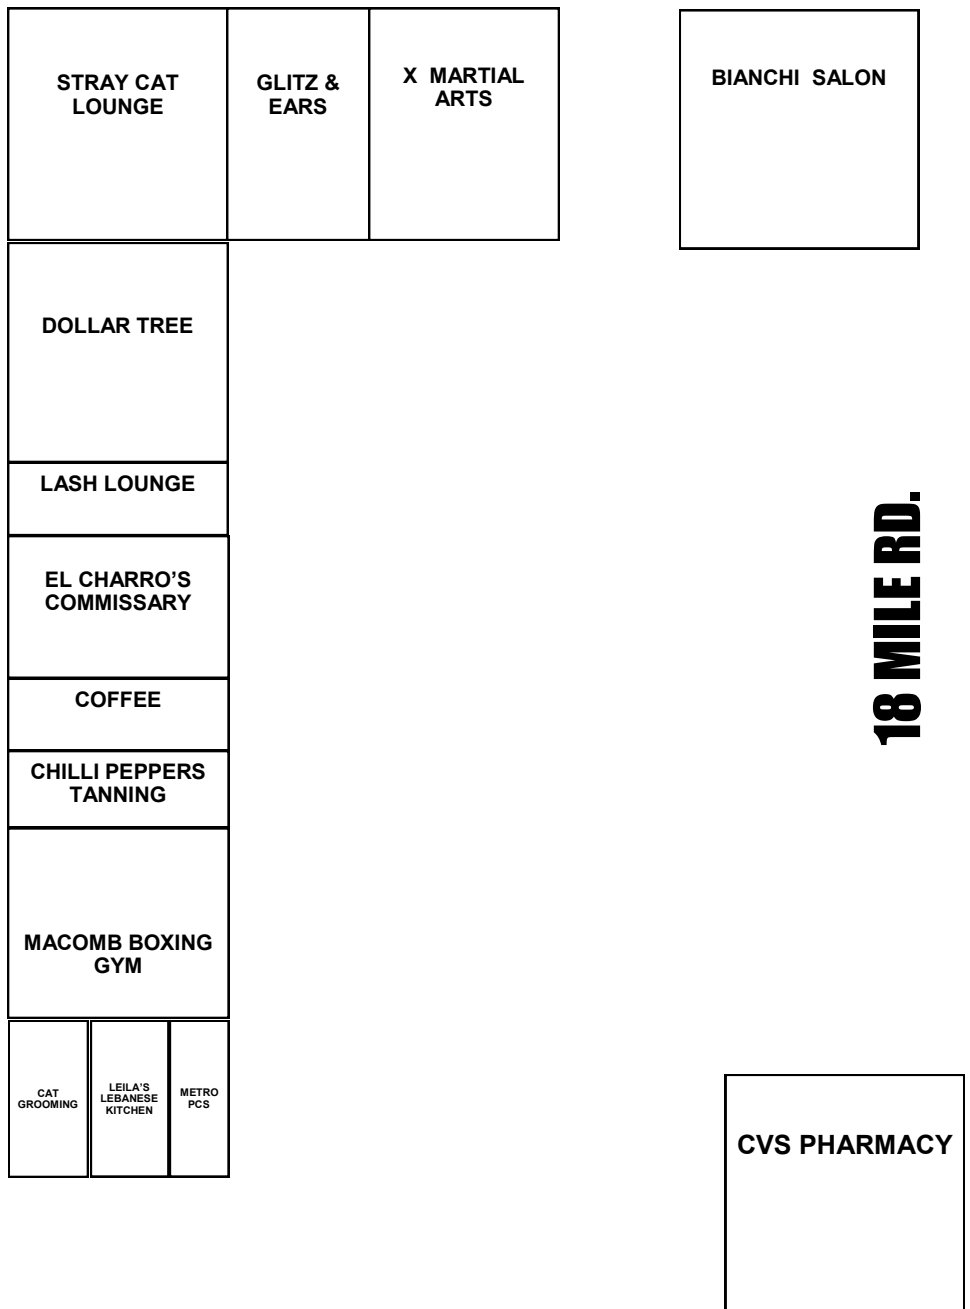 STRAY CAT
LOUNGE
GLITZ &
EARS
X  MARTIAL
ARTS
BIANCHI  SALON
DOLLAR TREE
LASH LOUNGE
EL CHARRO’S
COMMISSARY
COFFEE
CHILLI PEPPERS
TANNING
MACOMB BOXING
GYM
CAT
GROOMING
LEILA’S
LEBANESE
KITCHEN
METRO
PCS
18 MILE RD.
CVS PHARMACY